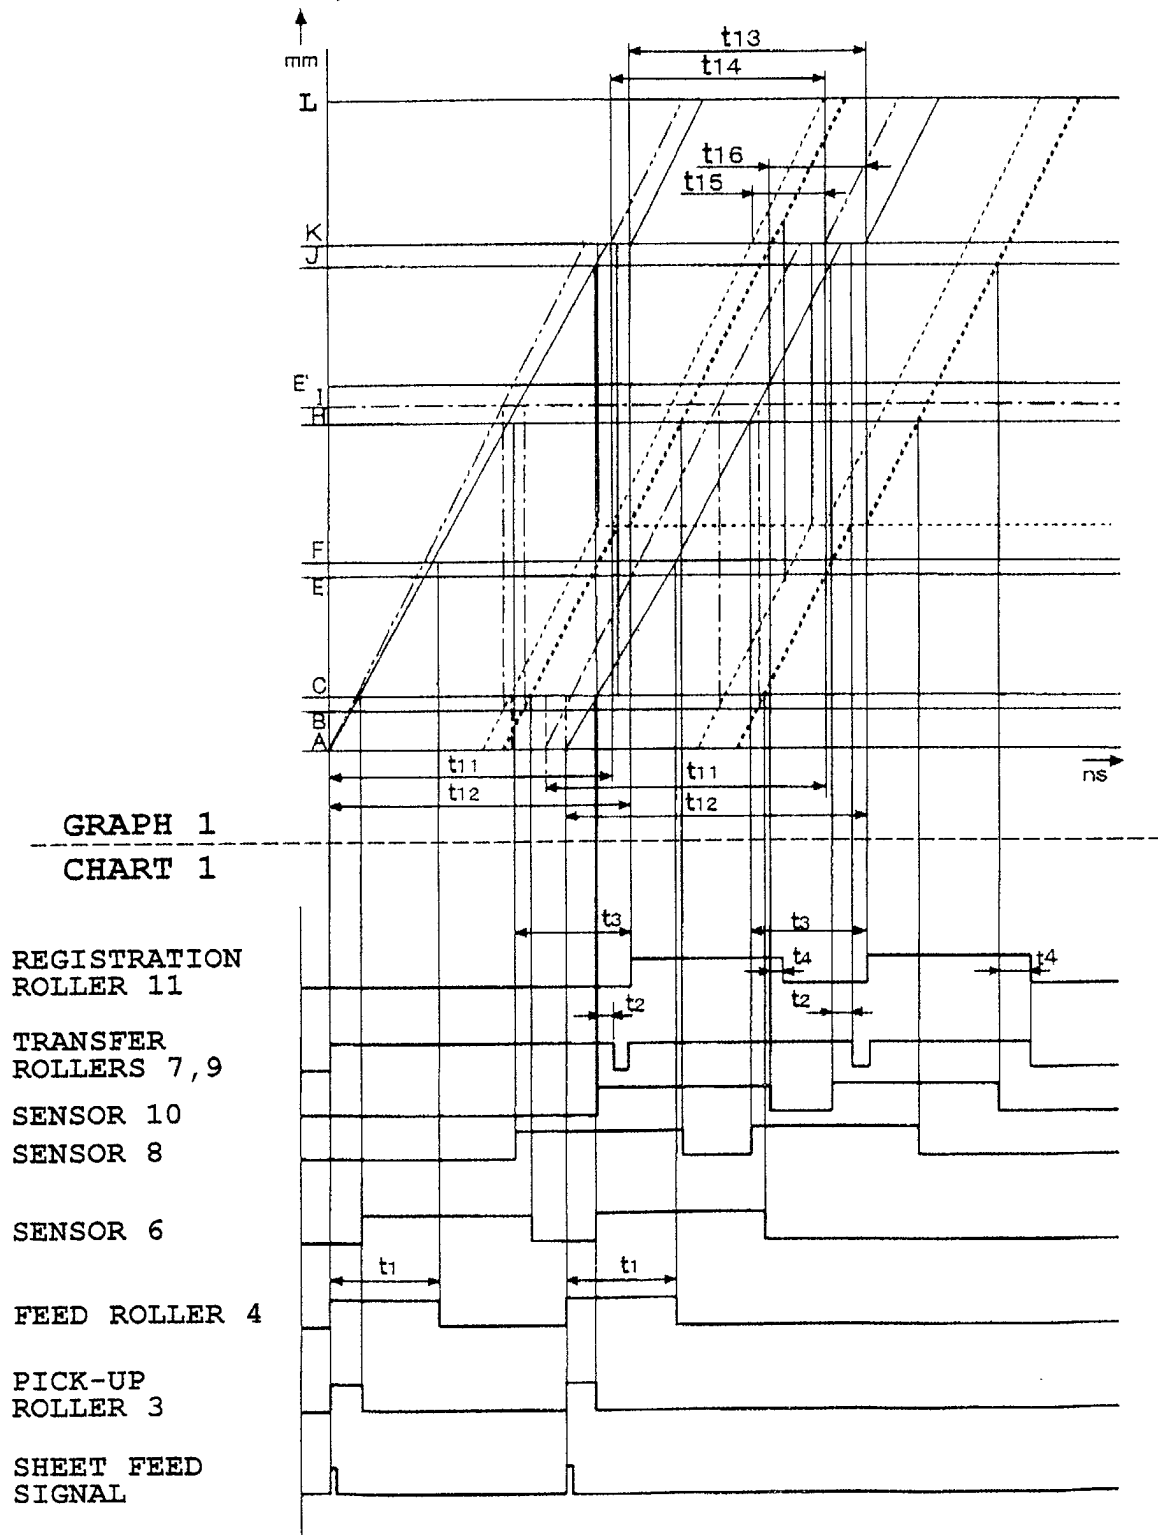 mm
t13
t14
L
t16
t15
K
J
E'
I
H
F
E
C
B
A
t11
t11
ns
t12
t12
GRAPH 1
CHART 1
t3
t3
REGISTRATION
ROLLER 11
t4
t4
t2
t2
TRANSFER
ROLLERS 7,9
SENSOR 10
SENSOR 8
SENSOR 6
t1
t1
FEED ROLLER 4
PICK-UP
ROLLER 3
SHEET FEED
SIGNAL